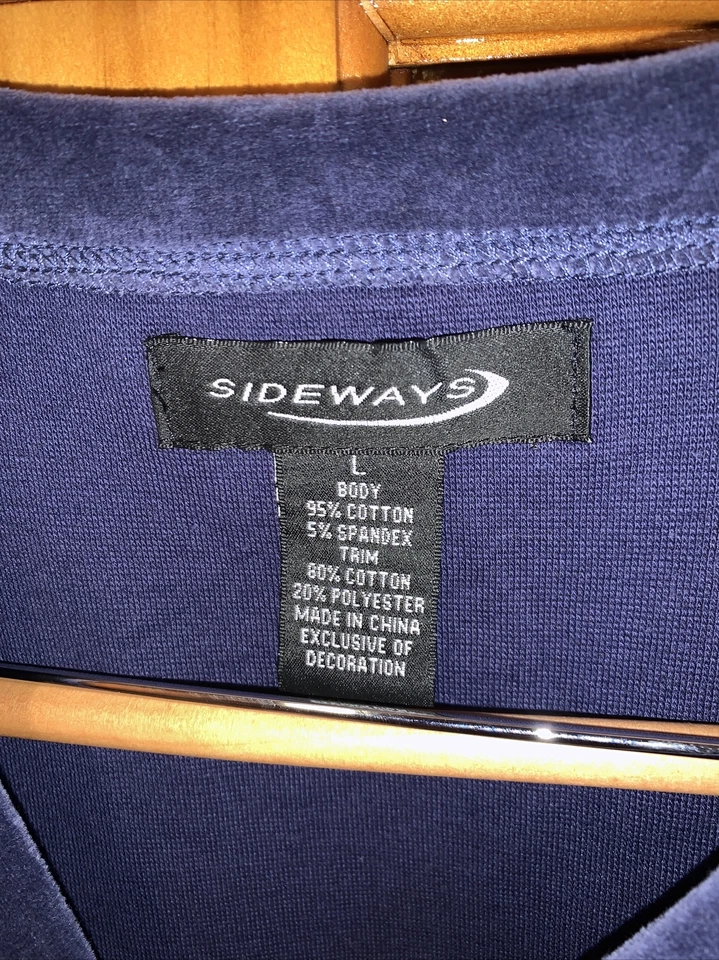 SIDEWAYS
L
BODY
95% COTTON
5% SPANDEX
TRIM
80% COTTON
20% POLYESTER
MADE IN CHINA
EXCLUSIVE OF
DECORATION